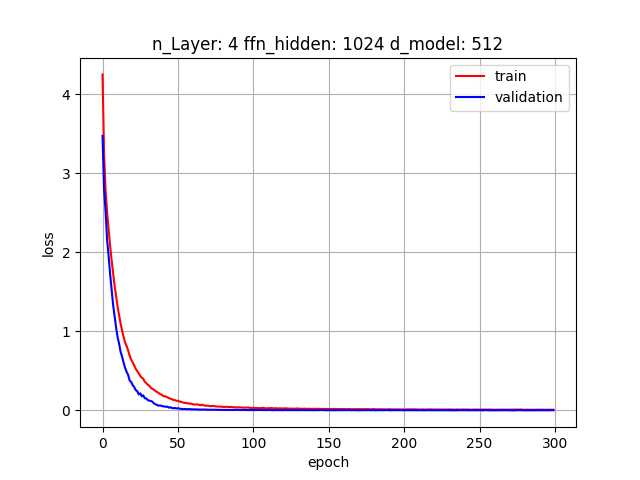 n_Layer: 4 ffn_hidden: 1024 d_model: 512
train
validation
4
3
2
1
0
loss
0 50 100 150 200 250 300
epoch